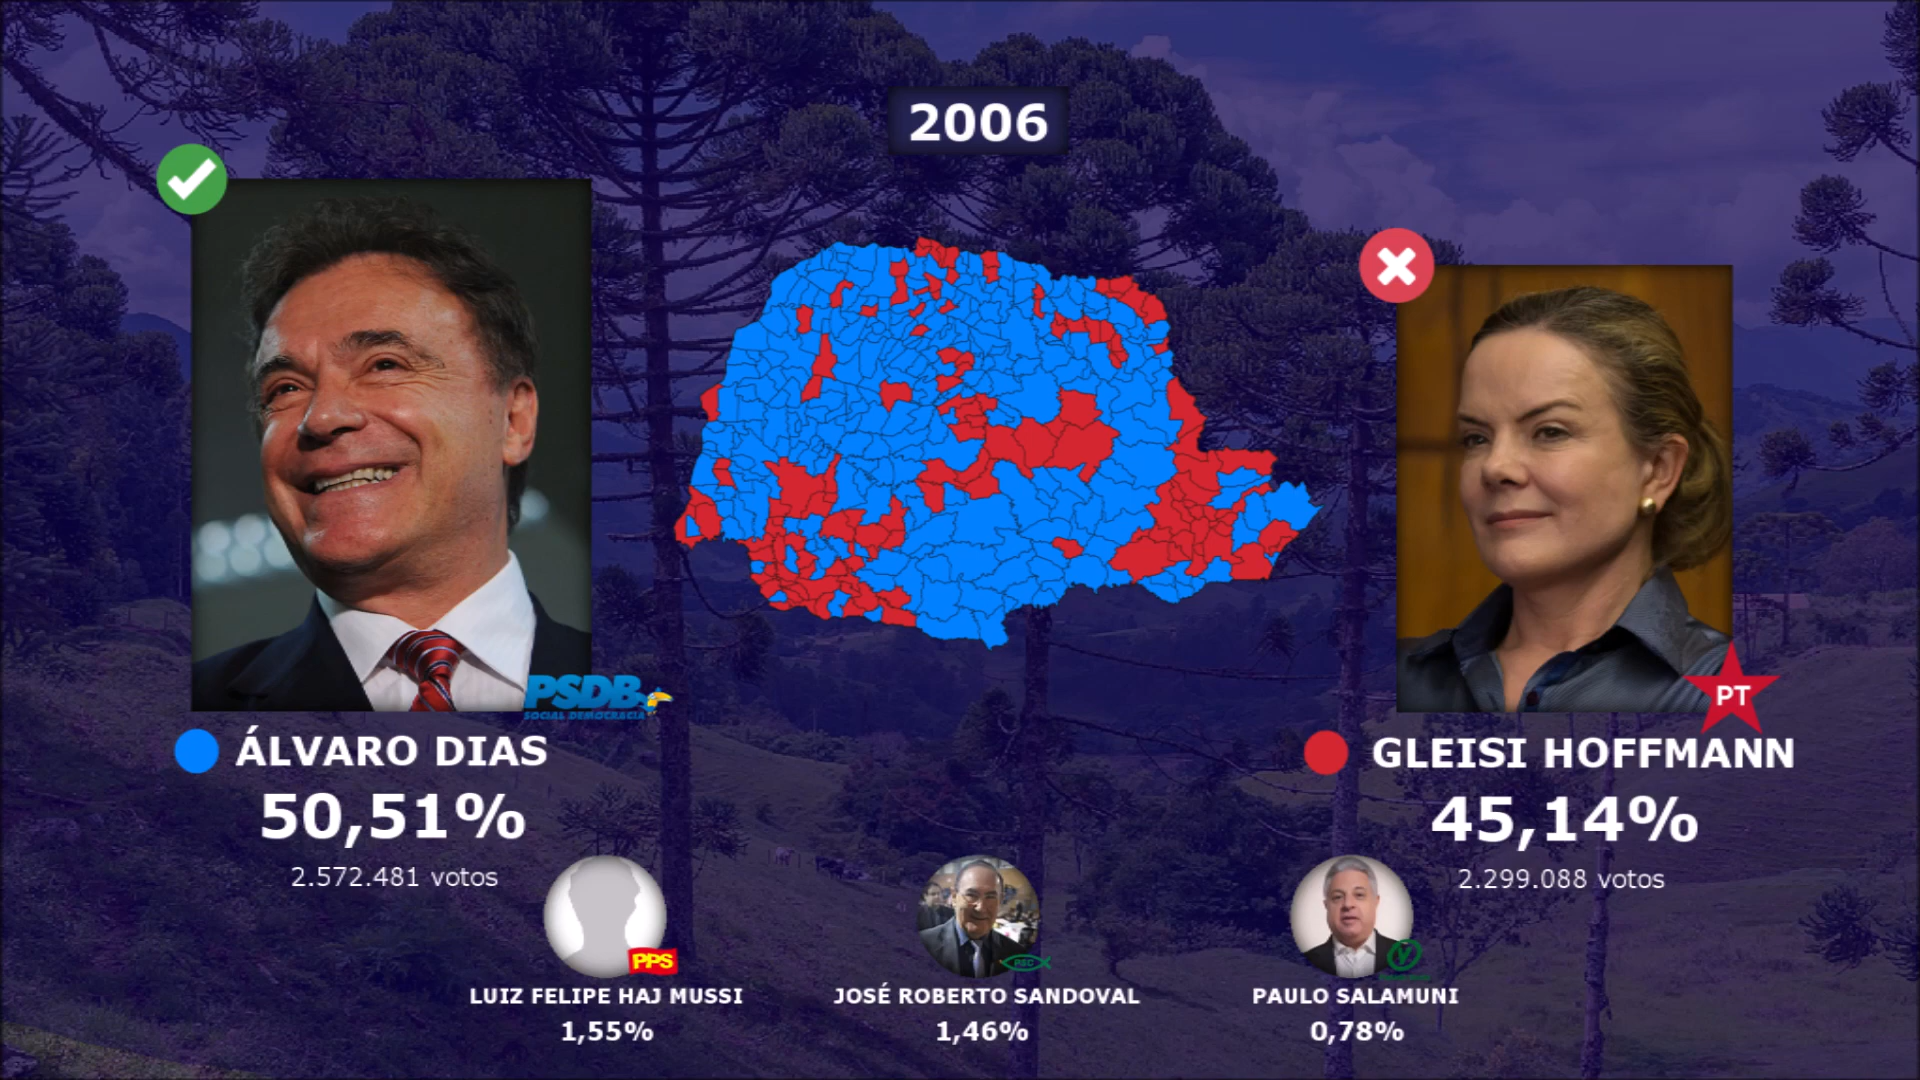 2006
PSDB
SOCIAL DEMOCRACIA
PT
ÁLVARO DIAS
50,51%
2.572.481 votos
GLEISI HOFFMANN
45,14%
2.299.088 votos
PPS
LUIZ FELIPE HAJ MUSSI
1,55%
PSC
JOSÉ ROBERTO SANDOVAL
1,46%
V
PAULO SALAMUNI
0,78%